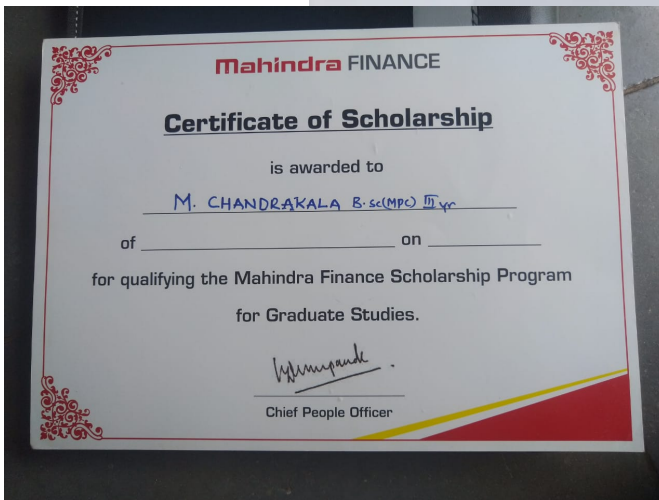 Mahindra FINANCE
Certificate of Scholarship
is awarded to
M. CHANDRAKALA B.Sc(MPC) III yr
of on
for qualifying the Mahindra Finance Scholarship Program
for Graduate Studies.
Chief People Officer